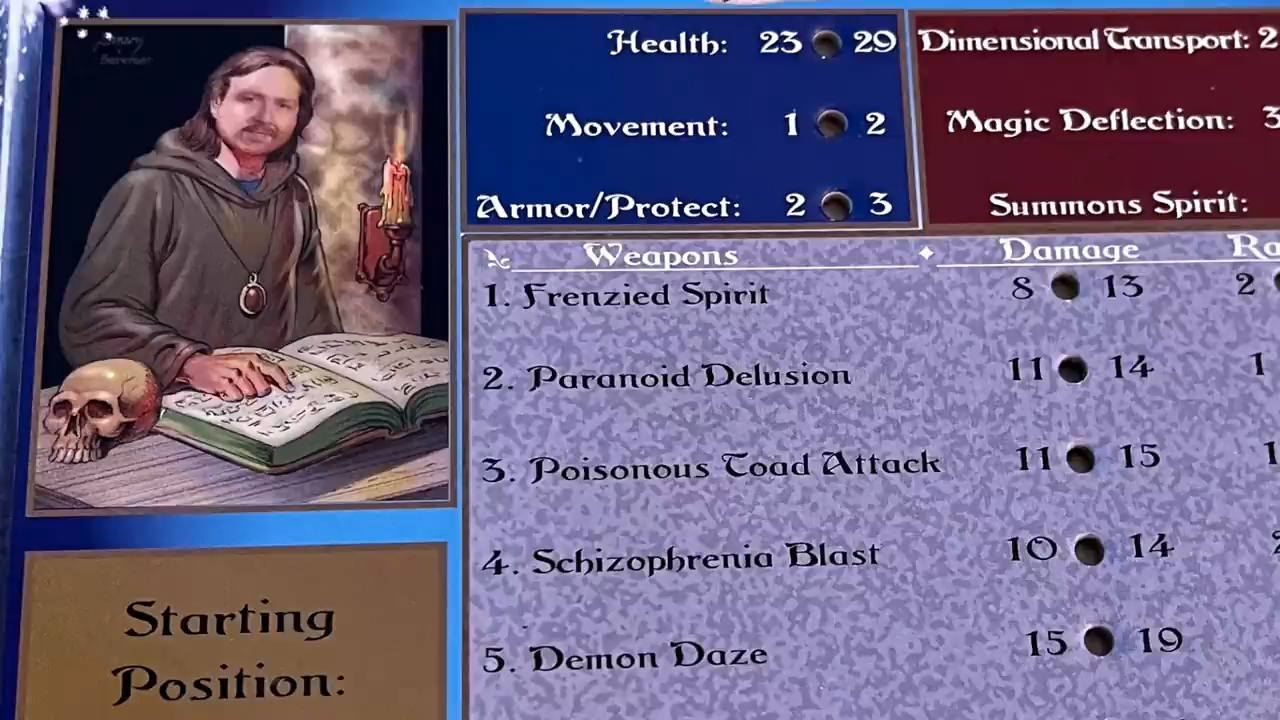 Health: 23 29
Movement: 1 2
Armor/Protect: 2 3
Dimensional Transport: 2
Magic Deflection: 3
Summons Spirit:
Weapons Damage
1. Frenzied Spirit 8 13 2
2. Paranoid Delusion 11 14 1
3. Poisonous Toad Attack 11 15 1
4. Schizophrenia Blast 10 14
5. Demon Daze 15 19
Starting
Position: